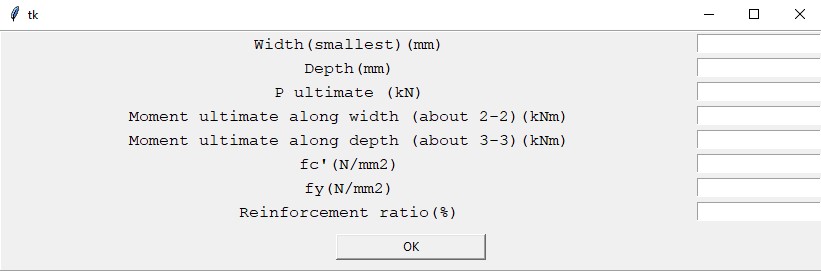 tk
Width(smallest)(mm)
Depth(mm)
P ultimate (kN)
Moment ultimate along width (about 2-2)(kNm)
Moment ultimate along depth (about 3-3)(kNm)
fc'(N/mm2)
fy(N/mm2)
Reinforcement ratio(%)
OK